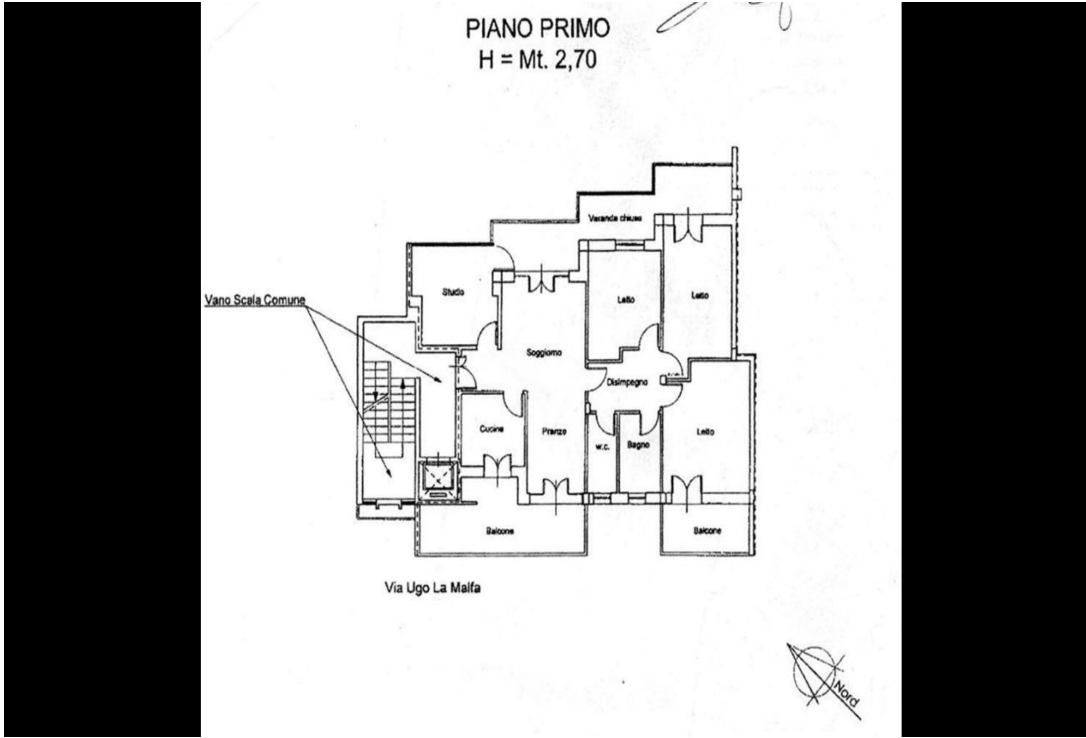 PIANO PRIMO
H = Mt. 2,70
Veranda chiusa
Studio
Letto
Letto
Vano Scala Comune
Soggiorno
Disimpegno
Cucina
Pranzo
w.c.
Bagno
Letto
Balcone
Balcone
Via Ugo La Malfa
Nord